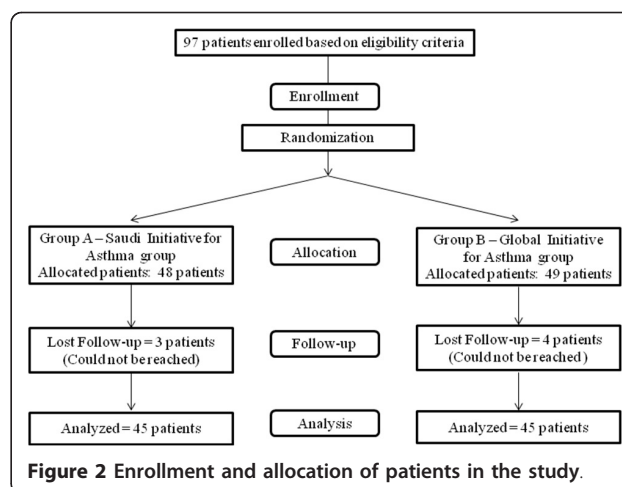 97 patients enrolled based on eligibility criteria
Enrollment
Randomization
Group A – Saudi Initiative for
Asthma group
Allocated patients: 48 patients
Allocation
Group B – Global Initiative
for Asthma group
Allocated patients: 49 patients
Lost Follow-up = 3 patients
(Could not be reached)
Follow-up
Lost Follow-up = 4 patients
(Could not be reached )
Analyzed = 45 patients
Analysis
Analyzed = 45 patients
Figure 2 Enrollment and allocation of patients in the study.